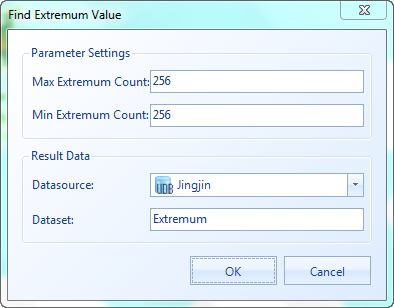 Find Extremum Value
Parameter Settings
Max Extremum Count: 256
Min Extremum Count: 256
Result Data
Datasource: UDB Jingjin
Dataset: Extremum
OK Cancel